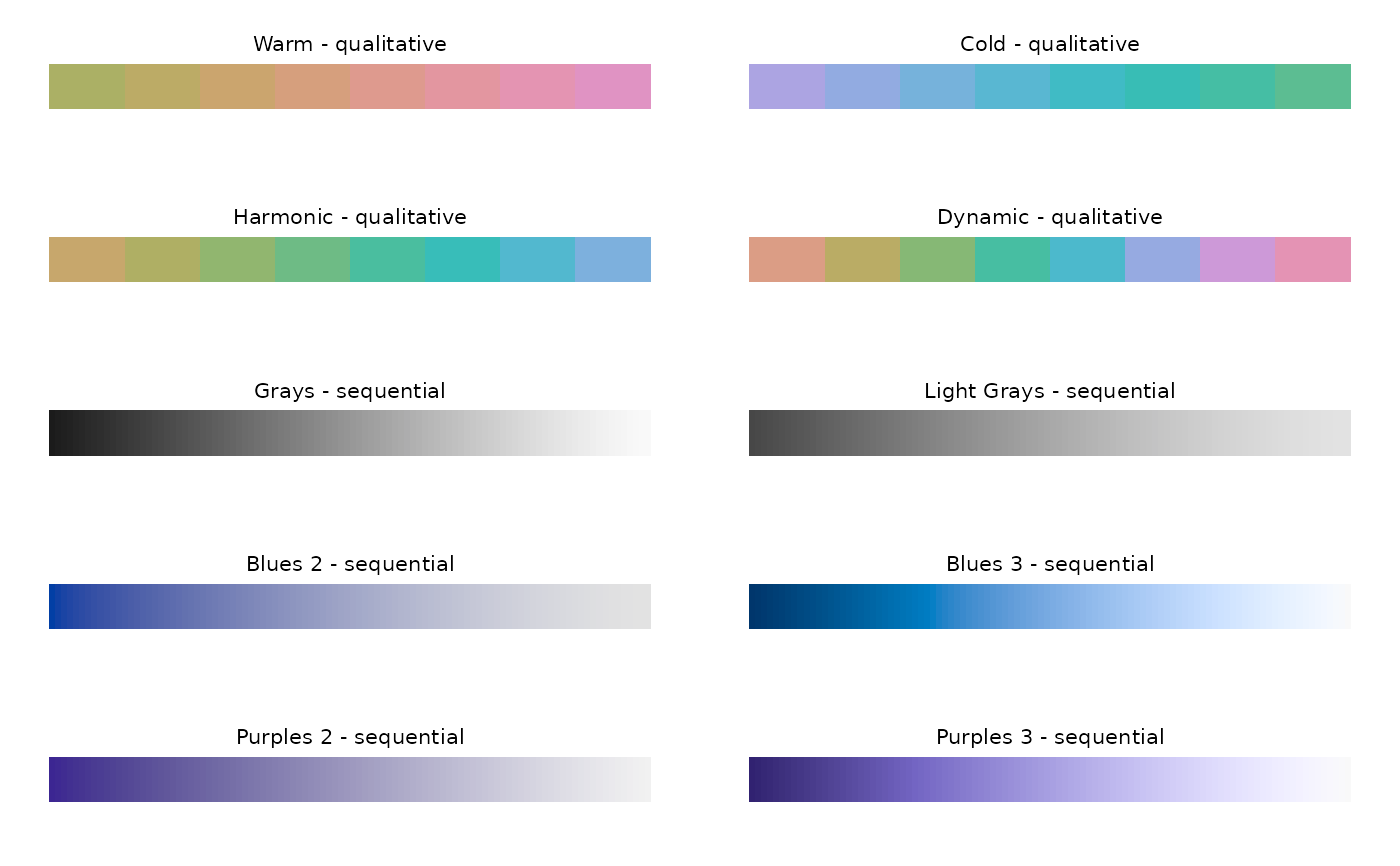 Warm - qualitative
Cold - qualitative
Harmonic - qualitative
Dynamic - qualitative
Grays - sequential
Light Grays - sequential
Blues 2 - sequential
Blues 3 - sequential
Purples 2 - sequential
Purples 3 - sequential